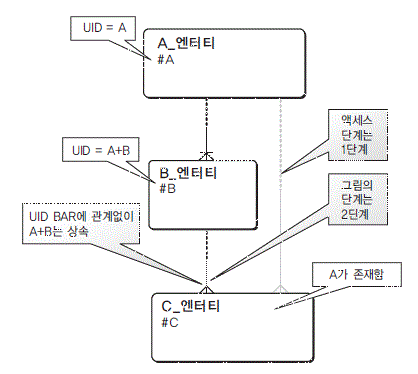 UID = A
A_엔터티
#A
액세스
단계는
1단계
UID = A+B
B_엔터티
#B
그림의
단계는
2딘계
UID BAR에 관계없이
A+B는 상속
A가 존재함
C_엔터티
#C